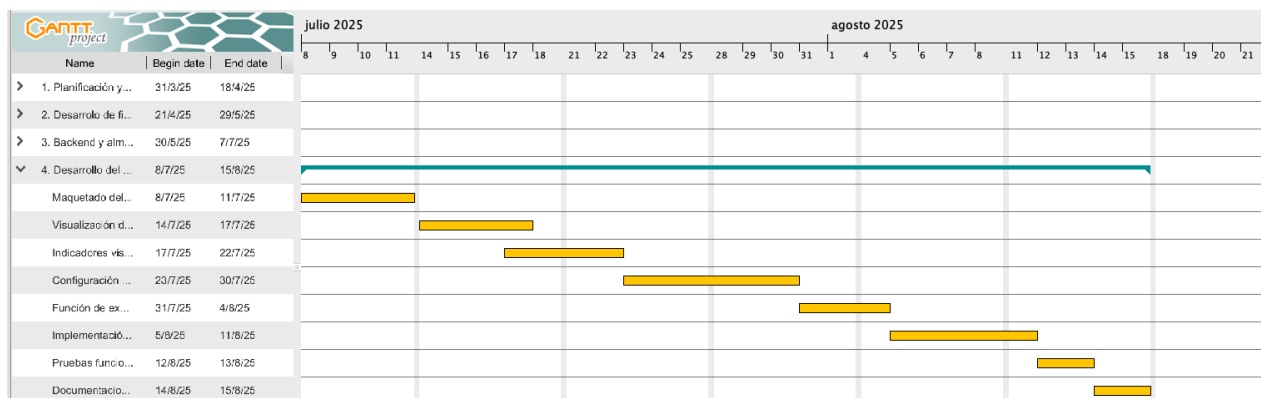 GANTT project
julio 2025 agosto 2025
8 9 10 11 14 15 16 17 18 21 22 23 24 25 28 29 30 31 1 4 5 6 7 8 11 12 13 14 15 18 19 20 21
Name Begin date End date
1. Planificación y... 31/3/25 18/4/25
2. Desarrolo de fi... 21/4/25 29/5/25
3. Backend y alm... 30/5/25 7/7/25
4. Desarrollo del ... 8/7/25 15/8/25
Maquetado del... 8/7/25 11/7/25
Visualización d... 14/7/25 17/7/25
Indicadores vis... 17/7/25 22/7/25
Configuración ... 23/7/25 30/7/25
Función de ex... 31/7/25 4/8/25
Implementació... 5/8/25 11/8/25
Pruebas funcio... 12/8/25 13/8/25
Documentacio... 14/8/25 15/8/25